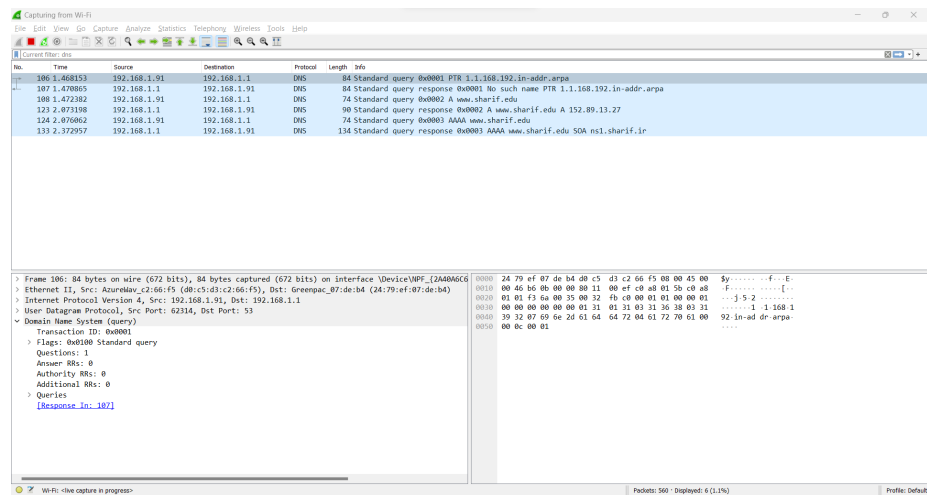 Capturing from Wi-Fi
File Edit View Go Capture Analyze Statistics Telephony Wireless Tools Help
Current filter: dns
No. Time Source Destination Protocol Length Info
106 1.468153 192.168.1.91 192.168.1.1 DNS 84 Standard query 0x0001 PTR 1.1.168.192.in-addr.arpa
107 1.470865 192.168.1.1 192.168.1.91 DNS 84 Standard query response 0x0001 No such name PTR 1.1.168.192.in-addr.arpa
108 1.472382 192.168.1.91 192.168.1.1 DNS 74 Standard query 0x0002 A www.sharif.edu
123 2.073198 192.168.1.1 192.168.1.91 DNS 90 Standard query response 0x0002 A www.sharif.edu A 152.89.13.27
124 2.076062 192.168.1.91 192.168.1.1 DNS 74 Standard query 0x0003 AAAA www.sharif.edu
133 2.372957 192.168.1.1 192.168.1.91 DNS 134 Standard query response 0x0003 AAAA www.sharif.edu SOA ns1.sharif.ir
Frame 106: 84 bytes on wire (672 bits), 84 bytes captured (672 bits) on interface \Device\NPF_{2A40A6C6
Ethernet II, Src: AzureWav_c2:66:f5 (d0:c5:d3:c2:66:f5), Dst: Greenpac_07:de:b4 (24:79:ef:07:de:b4)
Internet Protocol Version 4, Src: 192.168.1.91, Dst: 192.168.1.1
User Datagram Protocol, Src Port: 62314, Dst Port: 53
Domain Name System (query)
Transaction ID: 0x0001
Flags: 0x0100 Standard query
Questions: 1
Answer RRs: 0
Authority RRs: 0
Additional RRs: 0
Queries
[Response In: 107]
0000 24 79 ef 07 de b4 d0 c5 d3 c2 66 f5 08 00 45 00 $y······ ··f···E·
0010 00 46 b6 0b 00 00 80 11 00 ef c0 a8 01 5b c0 a8 ·F······ ·····[··
0020 01 01 f3 6a 00 35 00 32 fb c0 00 01 01 00 00 01 ···j·5·2 ········
0030 00 00 00 00 00 00 01 31 01 31 03 31 36 38 03 31 ·······1 ·1·168·1
0040 39 32 07 69 6e 2d 61 64 64 72 04 61 72 70 61 00 92·in-ad dr·arpa·
0050 00 0c 00 01 ····
Wi-Fi: <live capture in progress>
Packets: 560 · Displayed: 6 (1.1%)
Profile: Default